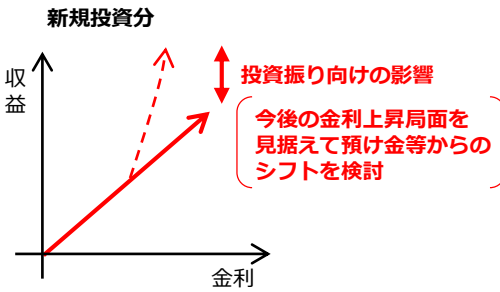 新規投資分
収
益
投資振り向けの影響
今後の金利上昇局面を
見据えて預け金等からの
シフトを検討
金利